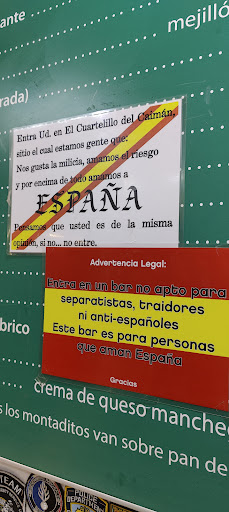 ante
mejilló
rada)
Entra Ud. en El Cuartelillo del Caimán,
sitio el cual estamos gente que:
Nos gusta la milicia, amamos el riesgo
y por encima de todo amamos a
ESPAÑA
Pensamos que usted es de la misma
opinión, si no... no entre.
Advertencia Legal:
Entra en un bar no apto para
separatistas, traidores
ni anti-españoles
Este bar es para personas
que aman España
Gracias
brico
crema de queso manche
s los montaditos van sobre pan de
TEAM
POLICE